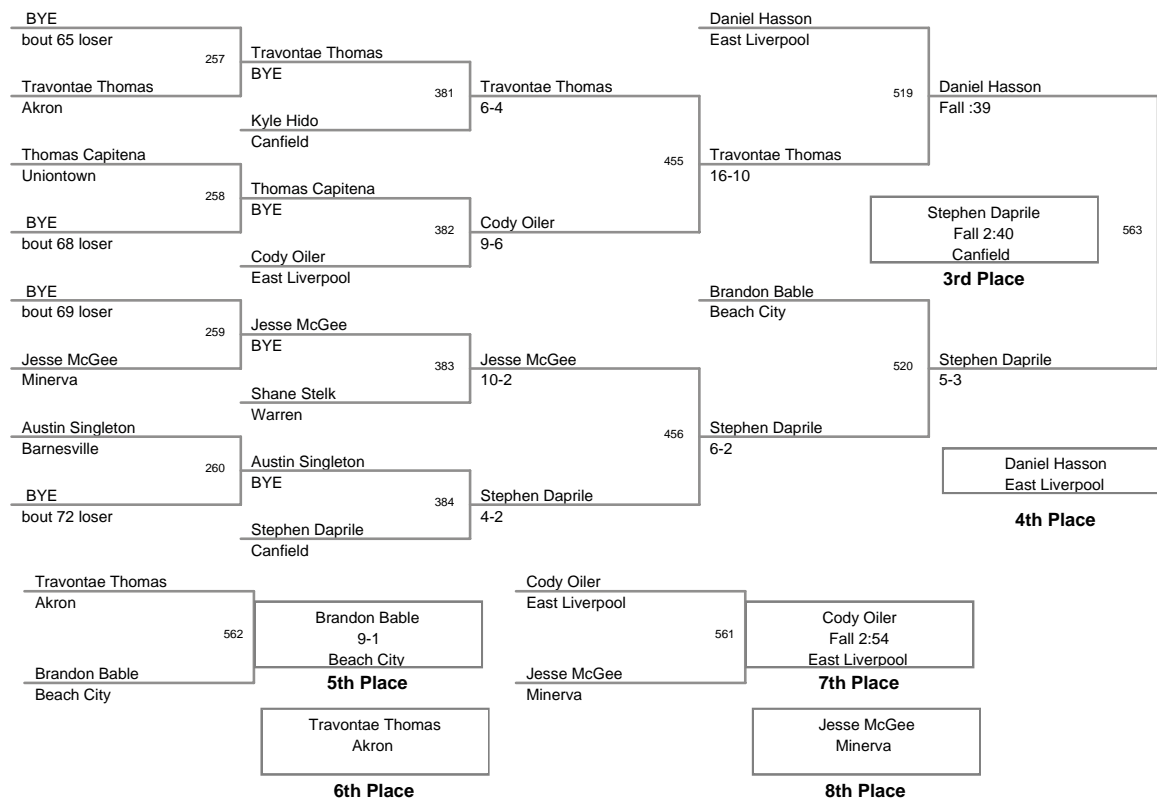 BYE
bout 65 loser
257
Travontae Thomas
Akron
Thomas Capitena
Uniontown
258
BYE
bout 68 loser
BYE
bout 69 loser
259
Jesse McGee
Minerva
Austin Singleton
Barnesville
260
BYE
bout 72 loser
Travontae Thomas
BYE
381
Kyle Hido
Canfield
Thomas Capitena
BYE
382
Cody Oiler
East Liverpool
Jesse McGee
BYE
383
Shane Stelk
Warren
Austin Singleton
BYE
384
Stephen Daprile
Canfield
Travontae Thomas
6-4
455
Cody Oiler
9-6
Jesse McGee
10-2
456
Stephen Daprile
4-2
Daniel Hasson
East Liverpool
519
Travontae Thomas
16-10
Brandon Bable
Beach City
520
Stephen Daprile
6-2
Daniel Hasson
Fall :39
563
Stephen Daprile
5-3
Stephen Daprile
Fall 2:40
Canfield
3rd Place
Daniel Hasson
East Liverpool
4th Place
Travontae Thomas
Akron
562
Brandon Bable
Beach City
Brandon Bable
9-1
Beach City
5th Place
Travontae Thomas
Akron
6th Place
Cody Oiler
East Liverpool
561
Jesse McGee
Minerva
Cody Oiler
Fall 2:54
East Liverpool
7th Place
Jesse McGee
Minerva
8th Place